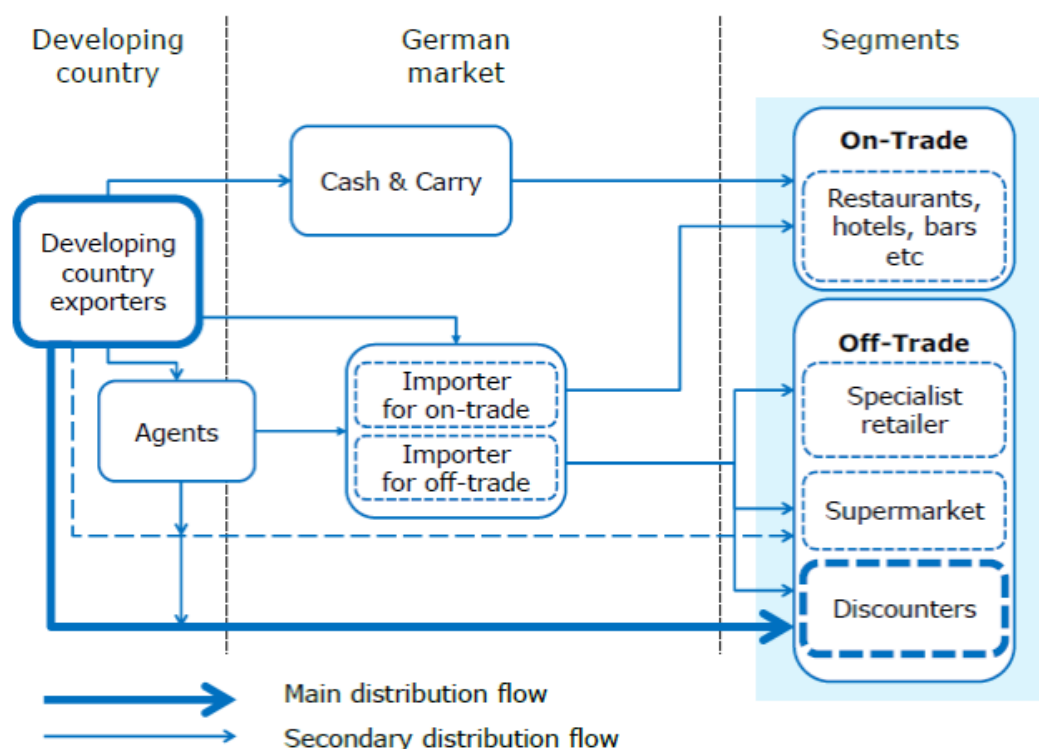 Developing
country
German
market
Segments
Cash & Carry
On-Trade
Restaurants,
hotels, bars
etc
Developing
country
exporters
Off-Trade
Importer
for on-trade
Specialist
retailer
Agents
Importer
for off-trade
Supermarket
Discounters
Main distribution flow
Secondary distribution flow